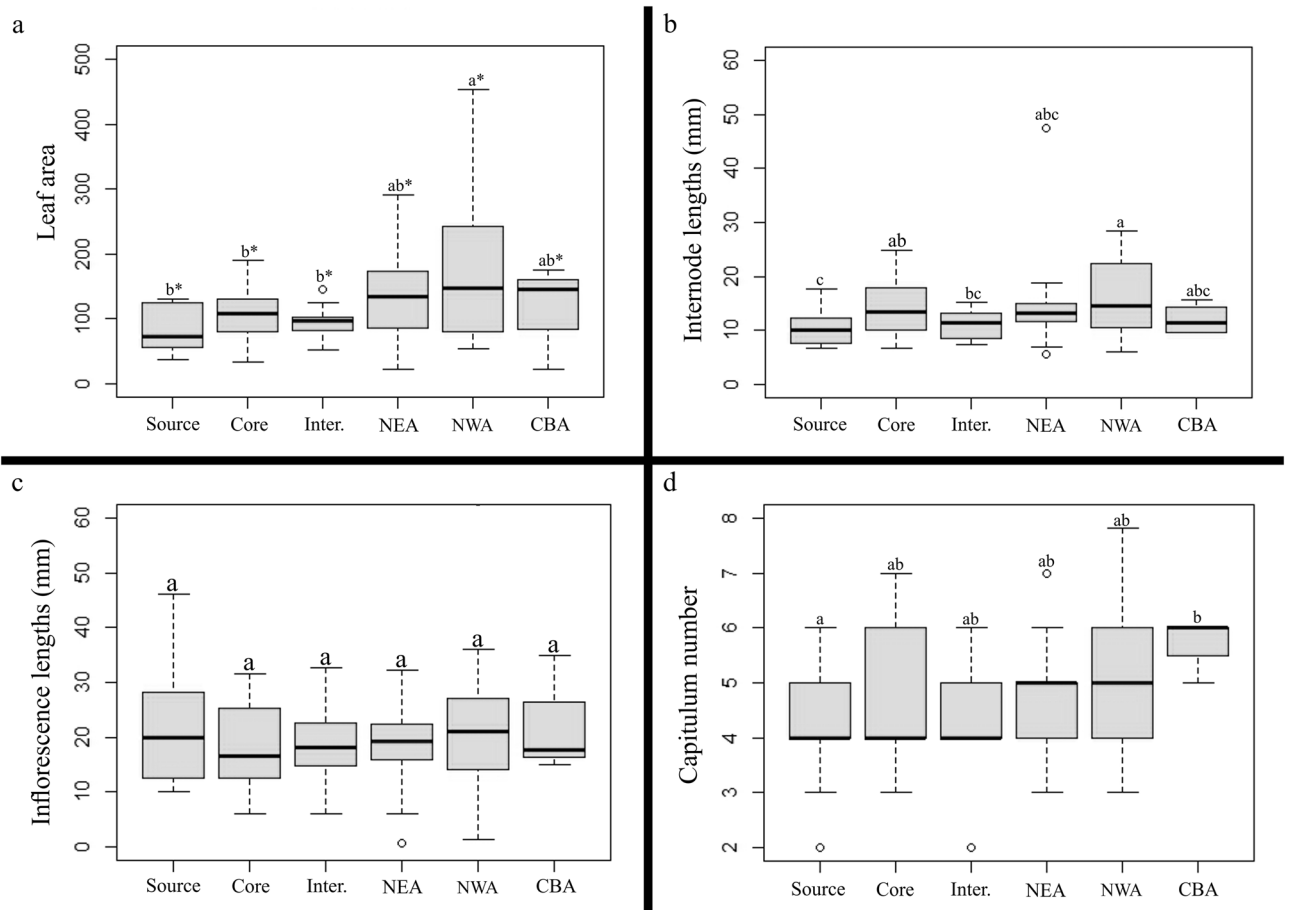 a
Leaf area
500
400
300
200
100
0
b*
b*
b*
ab*
a*
ab*
Source Core Inter. NEA NWA CBA
b
Internode lengths (mm)
60
50
40
30
20
10
0
c
ab
bc
abc
a
abc
Source Core Inter. NEA NWA CBA
c
Inflorescence lengths (mm)
60
50
40
30
20
10
0
a
a
a
a
a
a
Source Core Inter. NEA NWA CBA
d
Capitulum number
8
7
6
5
4
3
2
a
ab
ab
ab
ab
b
Source Core Inter. NEA NWA CBA